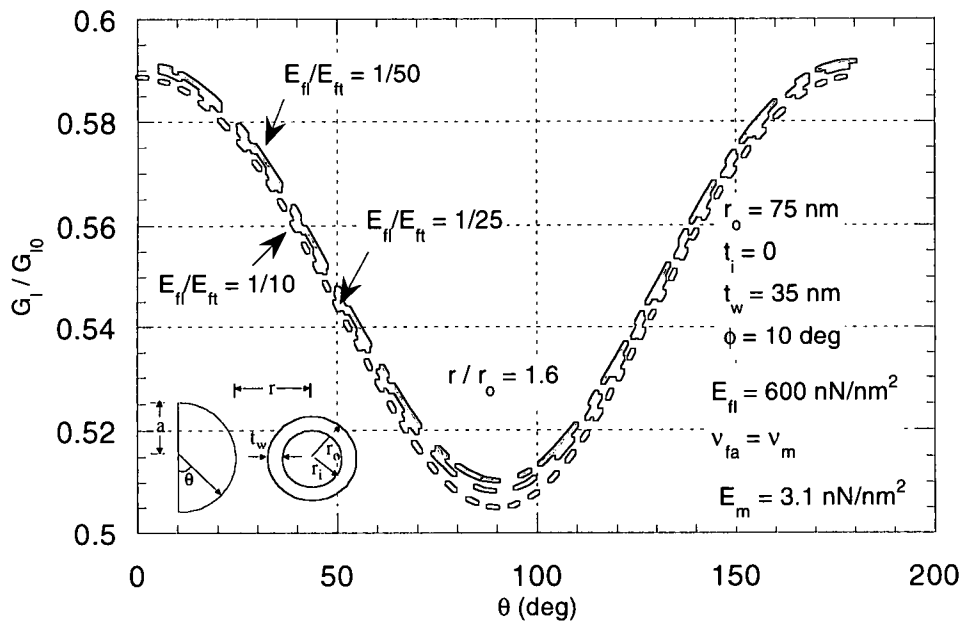 0.6
0.58
0.56
0.54
0.52
0.5
G_I / G_I0
E_fl/E_ft = 1/50
E_fl/E_ft = 1/25
E_fl/E_ft = 1/10
r_o = 75 nm
t_i = 0
t_w = 35 nm
ϕ = 10 deg
r / r_o = 1.6
E_fl = 600 nN/nm²
ν_fa = ν_m
E_m = 3.1 nN/nm²
r
a
t_w
r_o
r_i
θ
0 50 100 150 200
θ (deg)